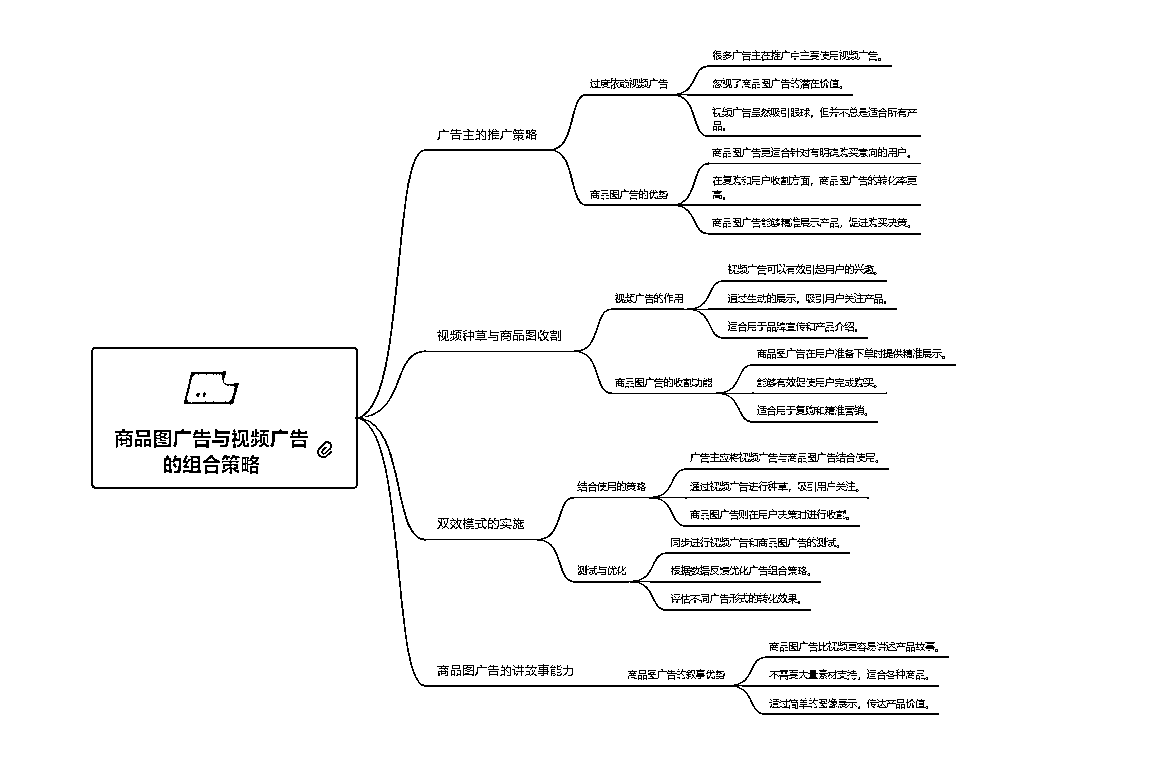 商品图广告与视频广告
的组合策略
广告主的推广策略
过度依赖视频广告
很多广告主在推广中主要使用视频广告。
忽视了商品图广告的潜在价值。
视频广告虽然吸引眼球，但并不总是适合所有产
品。
商品图广告的优势
商品图广告更适合针对有明确购买意向的用户。
在复购和用户收割方面，商品图广告的转化率更
高。
商品图广告能够精准展示产品，促进购买决策。
视频种草与商品图收割
视频广告的作用
视频广告可以有效引起用户的兴趣。
通过生动的展示，吸引用户关注产品。
适合用于品牌宣传和产品介绍。
商品图广告的收割功能
商品图广告在用户准备下单时提供精准展示。
能够有效促使用户完成购买。
适合用于复购和精准营销。
双效模式的实施
结合使用的策略
广告主应将视频广告与商品图广告结合使用。
通过视频广告进行种草，吸引用户关注。
商品图广告则在用户决策时进行收割。
测试与优化
同步进行视频广告和商品图广告的测试。
根据数据反馈优化广告组合策略。
评估不同广告形式的转化效果。
商品图广告的讲故事能力
商品图广告的叙事优势
商品图广告比视频更容易讲述产品故事。
不需要大量素材支持，适合各种商品。
通过简单的图像展示，传达产品价值。